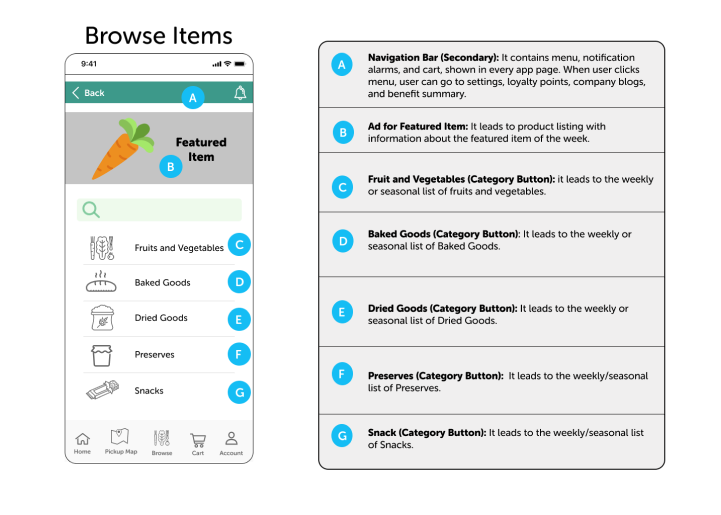 Browse Items
9:41
Back
A
Featured
Item
B
Fruits and Vegetables
C
Baked Goods
D
Dried Goods
E
Preserves
F
Snacks
G
Home
Pickup Map
Browse
Cart
Account
A
Navigation Bar (Secondary): It contains menu, notification
alarms, and cart, shown in every app page. When user clicks
menu, user can go to settings, loyalty points, company blogs,
and benefit summary.
B
Ad for Featured Item: It leads to product listing with
information about the featured item of the week.
C
Fruit and Vegetables (Category Button): it leads to the weekly
or seasonal list of fruits and vegetables.
D
Baked Goods (Category Button): It leads to the weekly or
seasonal list of Baked Goods.
E
Dried Goods (Category Button): It leads to the weekly or
seasonal list of Dried Goods.
F
Preserves (Category Button): It leads to the weekly/seasonal
list of Preserves.
G
Snack (Category Button): It leads to the weekly/seasonal list
of Snacks.